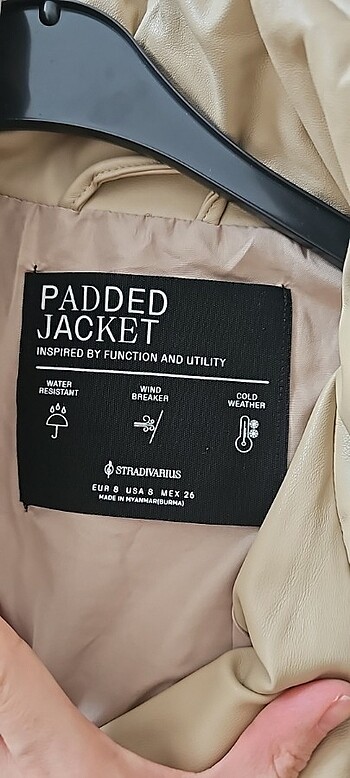 PADDED
JACKET
INSPIRED BY FUNCTION AND UTILITY
WATER
RESISTANT
WIND
BREAKER
COLD
WEATHER
STRADIVARIUS
EUR S USA S MEX 26
MADE IN MYANMAR(BURMA)